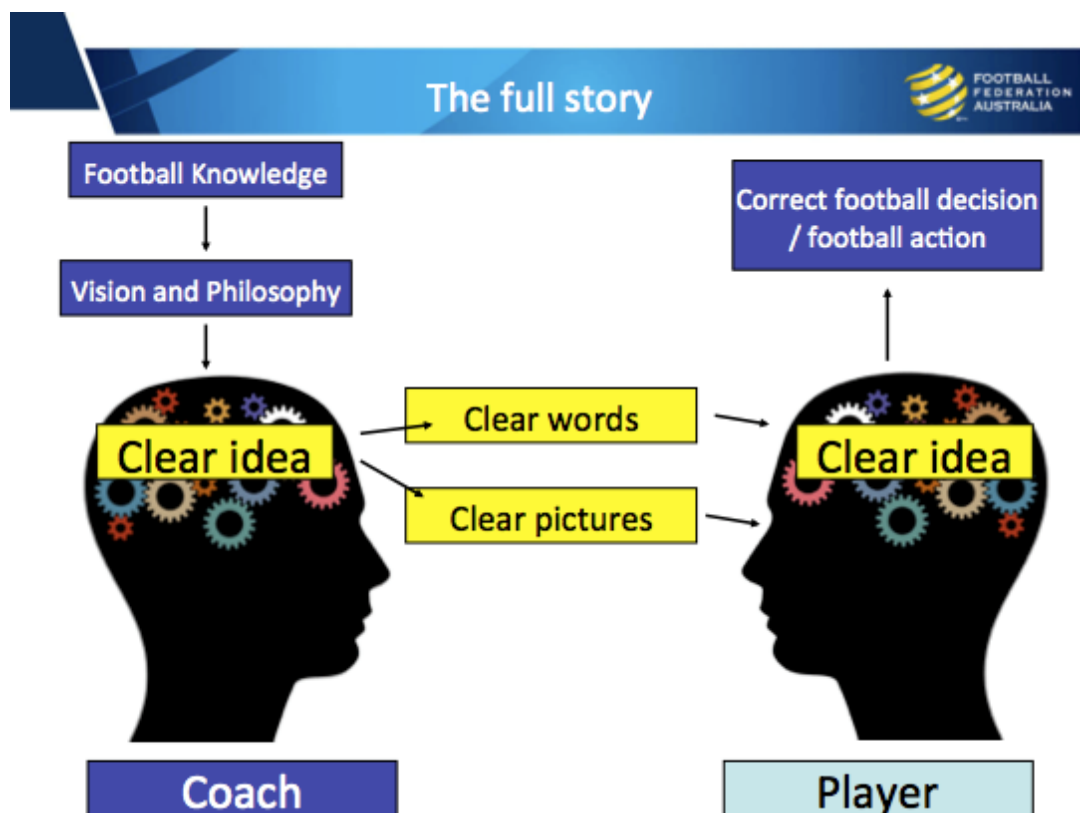 The full story
FOOTBALL
FEDERATION
AUSTRALIA
Football Knowledge
Vision and Philosophy
Clear idea
Clear words
Clear pictures
Correct football decision
/ football action
Clear idea
Coach
Player